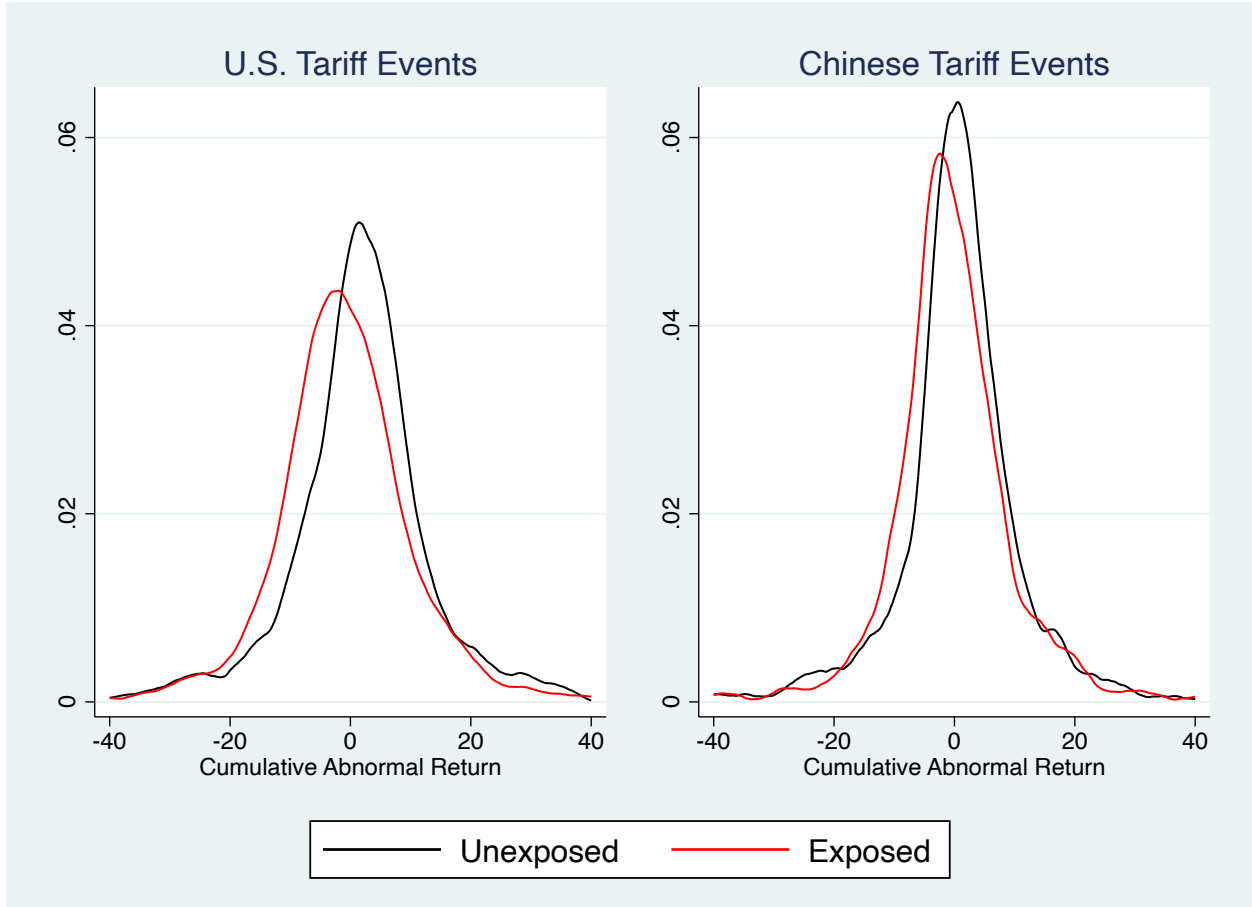 U.S. Tariff Events
Chinese Tariff Events
.06
.04
.02
0
-40 -20 0 20 40
Cumulative Abnormal Return
.06
.04
.02
0
-40 -20 0 20 40
Cumulative Abnormal Return
Unexposed Exposed